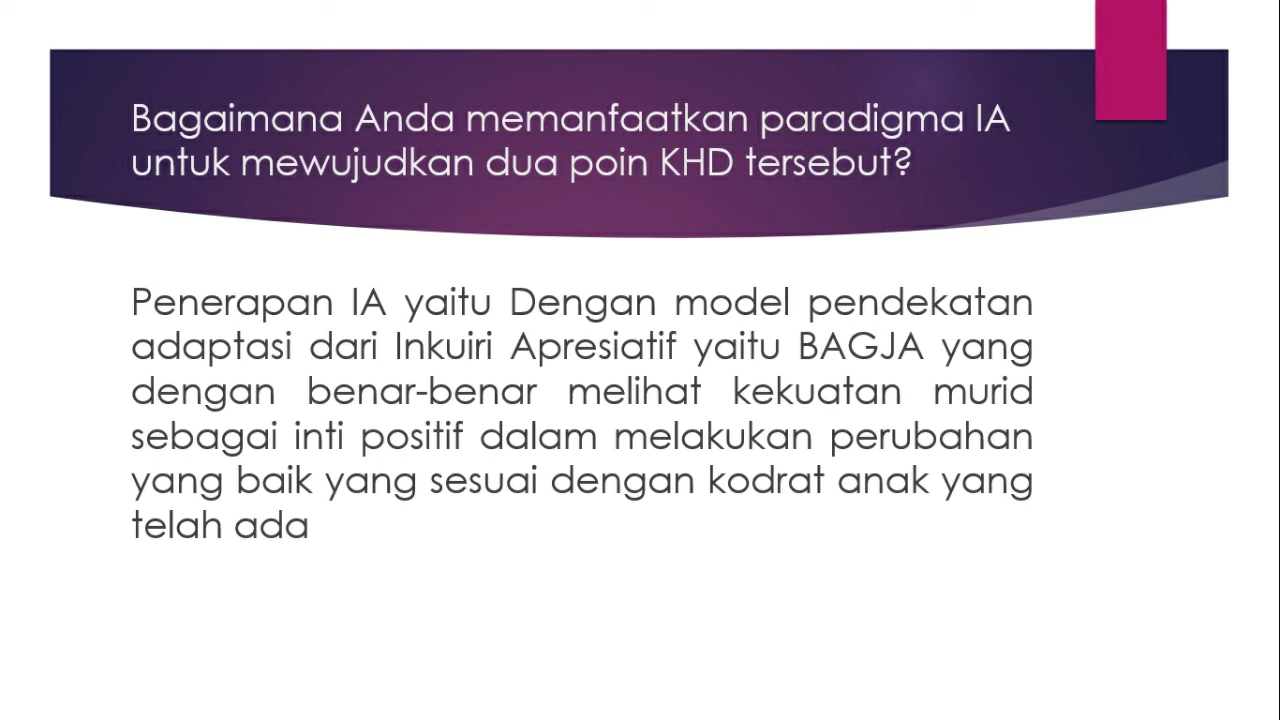 Bagaimana Anda memanfaatkan paradigma IA
untuk mewujudkan dua poin KHD tersebut?
Penerapan IA yaitu Dengan model pendekatan
adaptasi dari Inkuiri Apresiatif yaitu BAGJA yang
dengan benar-benar melihat kekuatan murid
sebagai inti positif dalam melakukan perubahan
yang baik yang sesuai dengan kodrat anak yang
telah ada